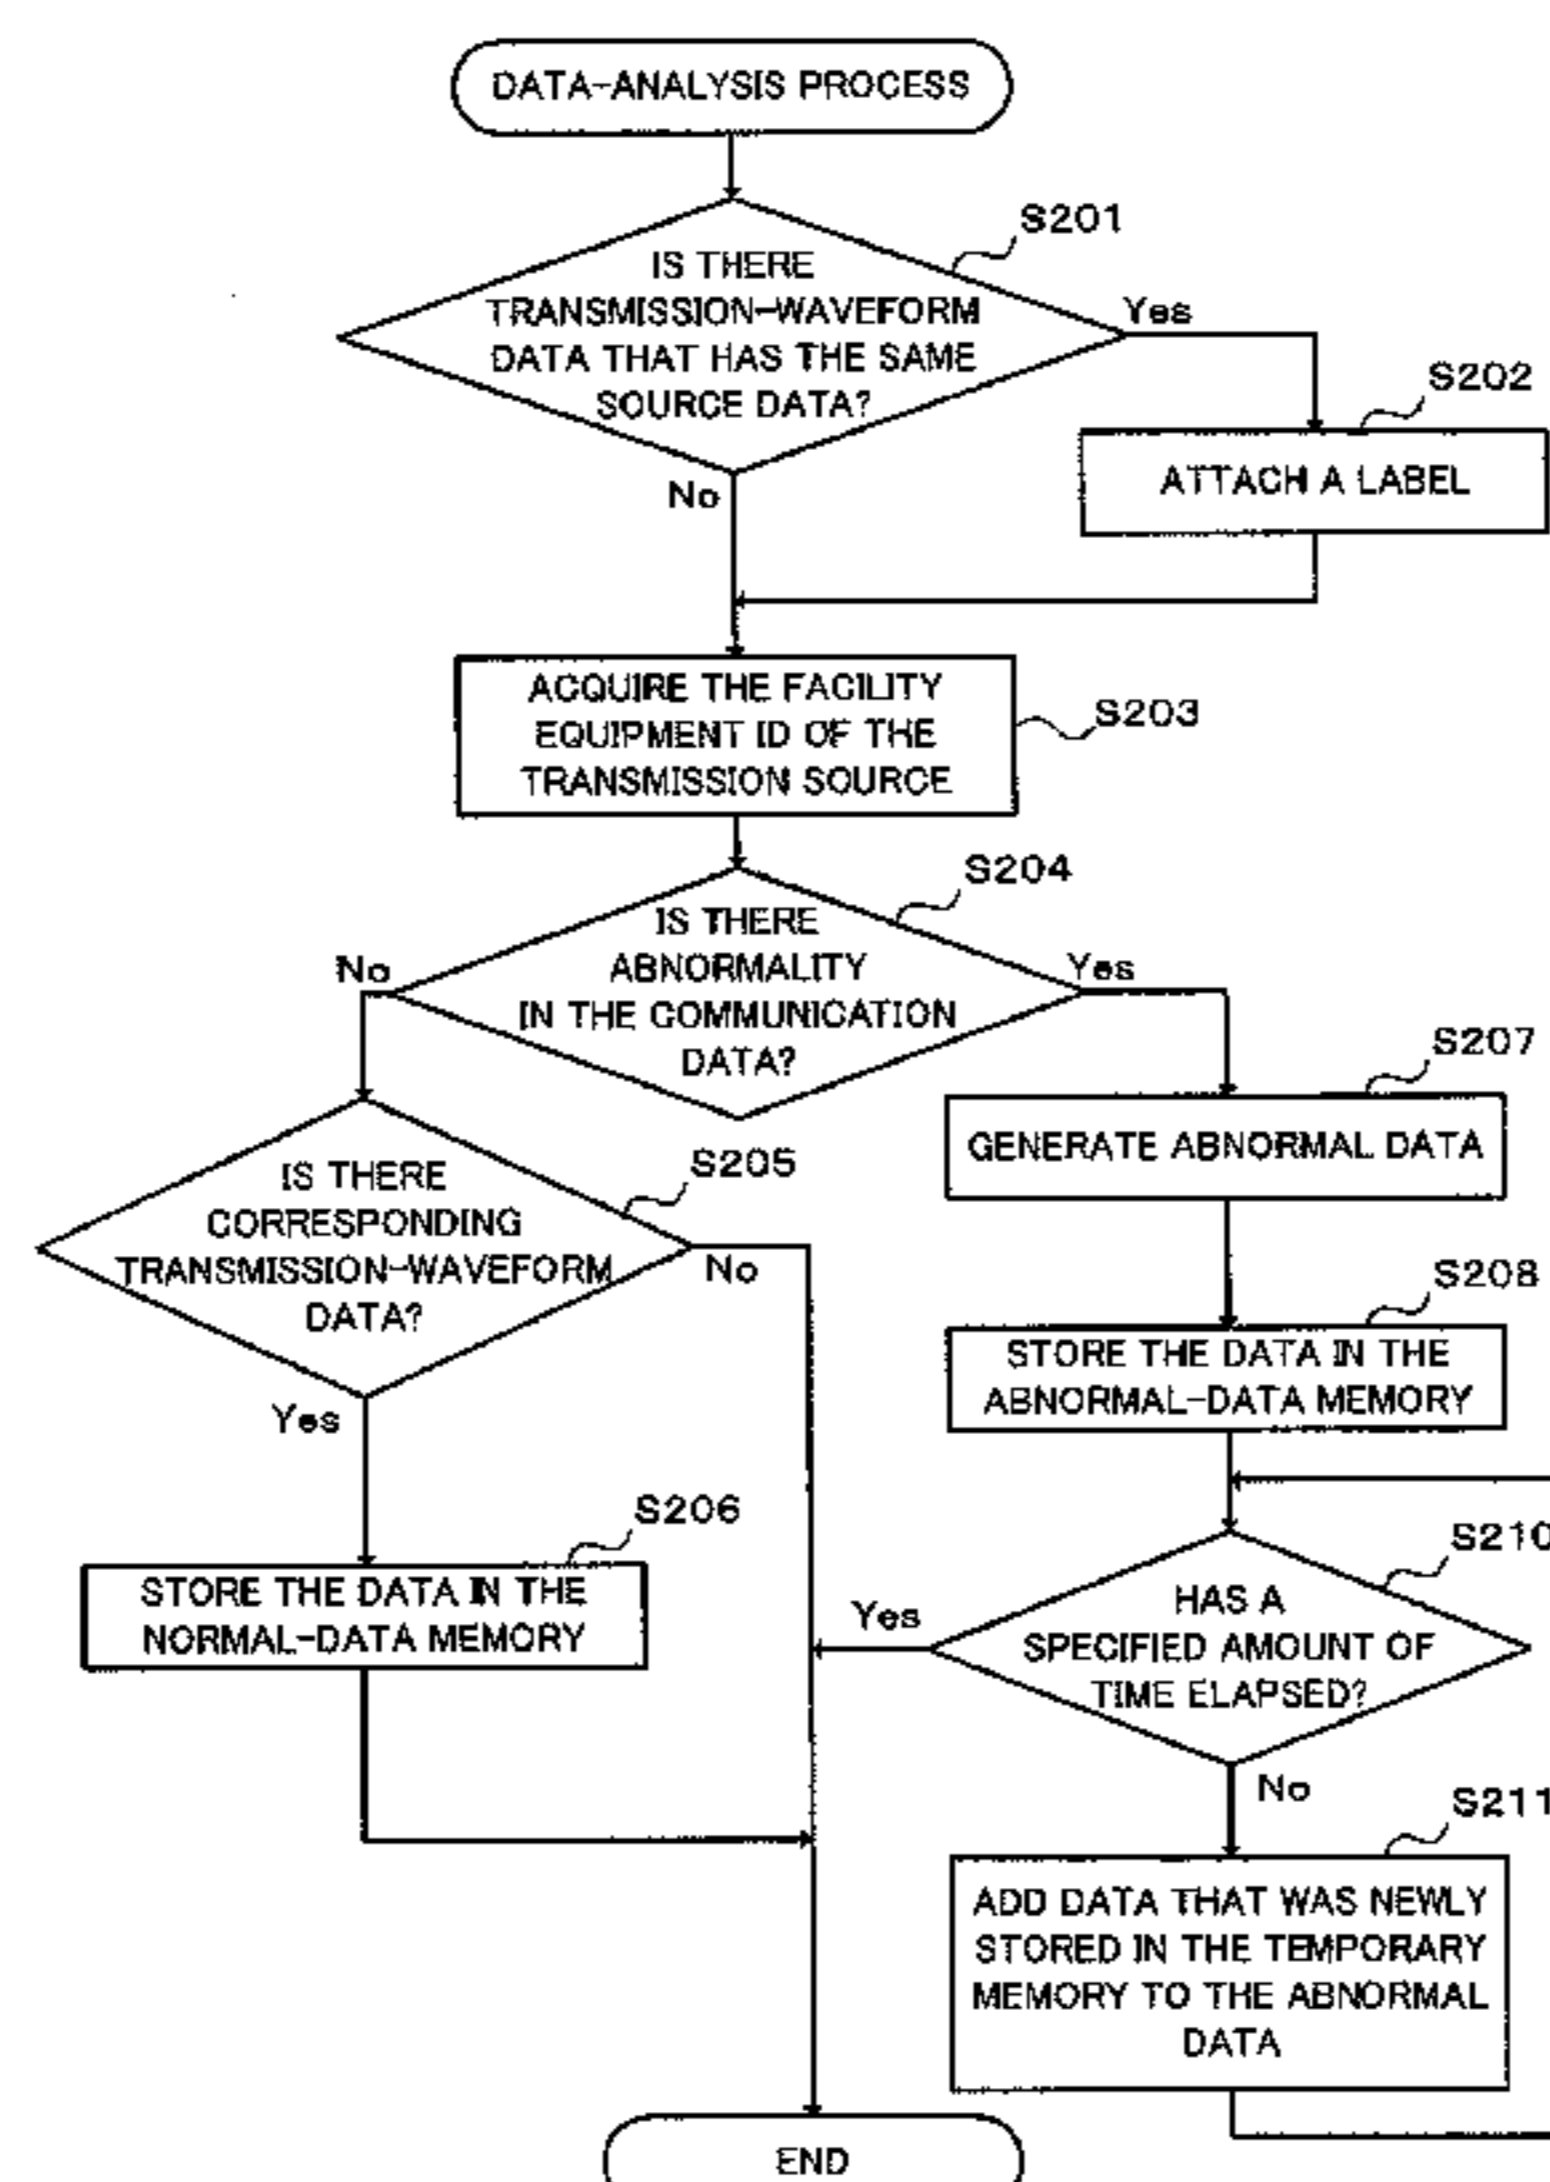 DATA-ANALYSIS PROCESS
S201
IS THERE
TRANSMISSION-WAVEFORM
DATA THAT HAS THE SAME
SOURCE DATA?
Yes
No
S202
ATTACH A LABEL
ACQUIRE THE FACILITY
EQUIPMENT ID OF THE
TRANSMISSION SOURCE
S203
S204
IS THERE
ABNORMALITY
IN THE COMMUNICATION
DATA?
No
Yes
S205
IS THERE
CORRESPONDING
TRANSMISSION-WAVEFORM
DATA?
No
Yes
S206
STORE THE DATA IN THE
NORMAL-DATA MEMORY
S207
GENERATE ABNORMAL DATA
S208
STORE THE DATA IN THE
ABNORMAL-DATA MEMORY
S210
HAS A
SPECIFIED AMOUNT OF
TIME ELAPSED?
Yes
No
S211
ADD DATA THAT WAS NEWLY
STORED IN THE TEMPORARY
MEMORY TO THE ABNORMAL
DATA
END